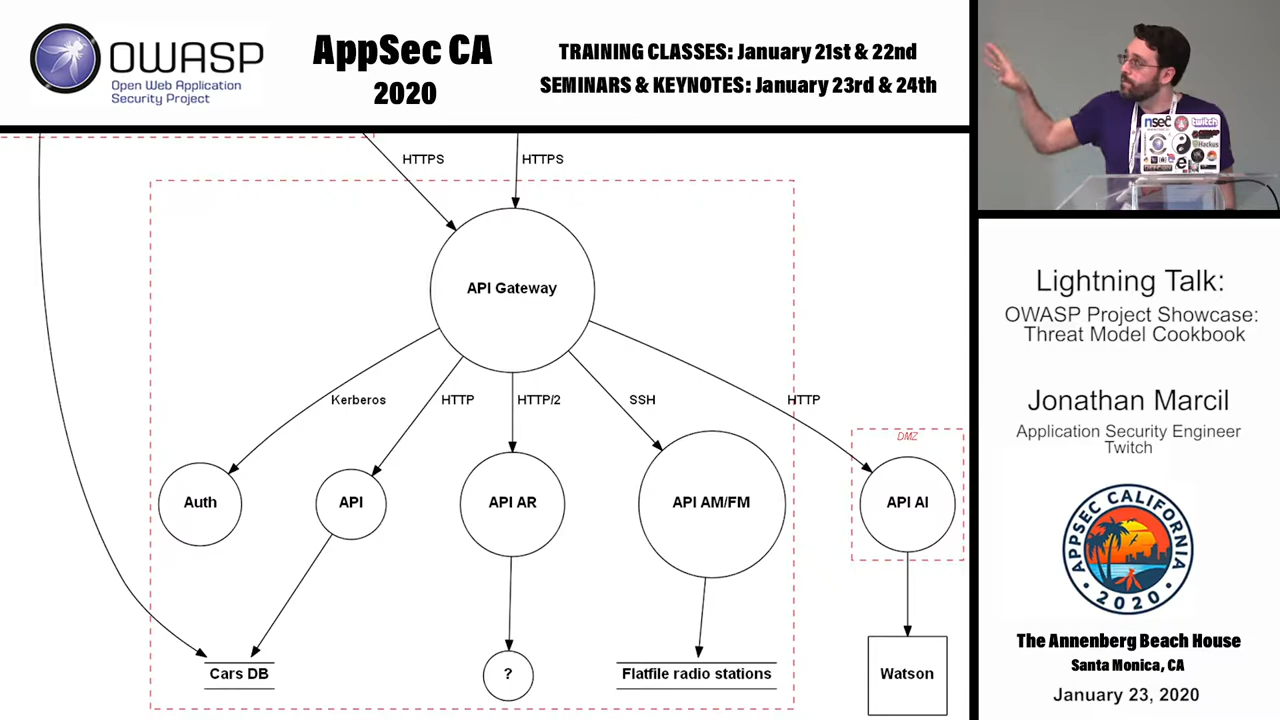 OWASP
Open Web Application
Security Project
AppSec CA
2020
TRAINING CLASSES: January 21st & 22nd
SEMINARS & KEYNOTES: January 23rd & 24th
HTTPS
HTTPS
API Gateway
Kerberos
HTTP
HTTP/2
SSH
HTTP
DMZ
Auth
API
API AR
API AM/FM
API AI
Cars DB
?
Flatfile radio stations
Watson
nsec
twitch
Hackus
Lightning Talk:
OWASP Project Showcase:
Threat Model Cookbook
Jonathan Marcil
Application Security Engineer
Twitch
APPSEC CALIFORNIA
2020
The Annenberg Beach House
Santa Monica, CA
January 23, 2020